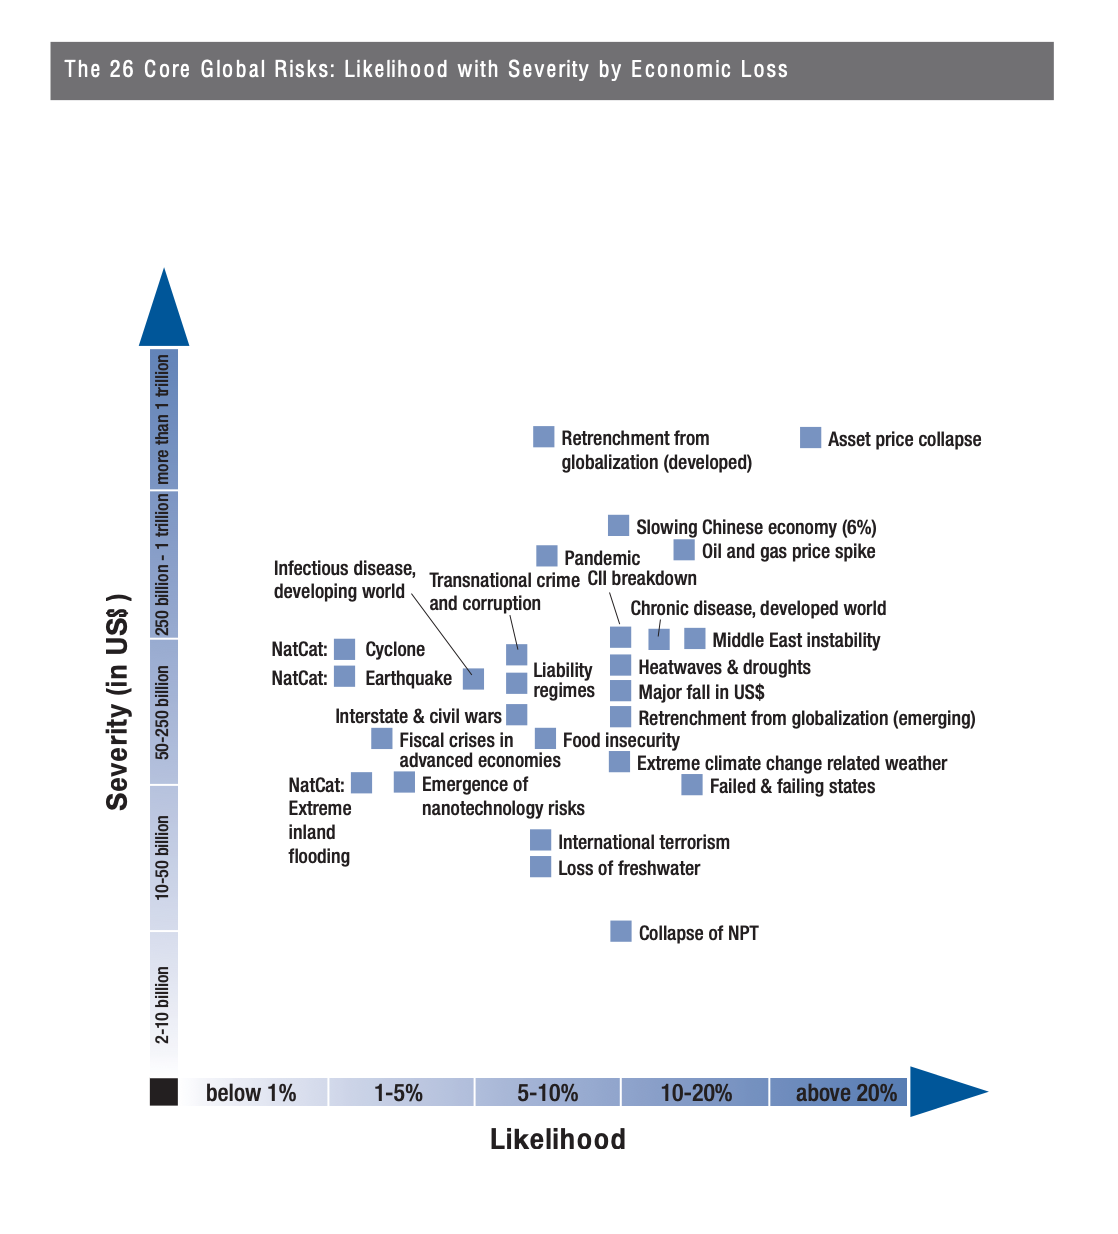 The 26 Core Global Risks: Likelihood with Severity by Economic Loss
Severity (in US$ )
more than 1 trillion
250 billion - 1 trillion
50-250 billion
10-50 billion
2-10 billion
Retrenchment from
globalization (developed)
Asset price collapse
Slowing Chinese economy (6%)
Oil and gas price spike
Pandemic
Infectious disease,
developing world
Transnational crime
and corruption
CII breakdown
Chronic disease, developed world
Middle East instability
NatCat: Cyclone
NatCat: Earthquake
Liability
regimes
Heatwaves & droughts
Major fall in US$
Interstate & civil wars
Retrenchment from globalization (emerging)
Fiscal crises in
advanced economies
Food insecurity
Extreme climate change related weather
NatCat:
Extreme
inland
flooding
Emergence of
nanotechnology risks
Failed & failing states
International terrorism
Loss of freshwater
Collapse of NPT
below 1%
1-5%
5-10%
10-20%
above 20%
Likelihood